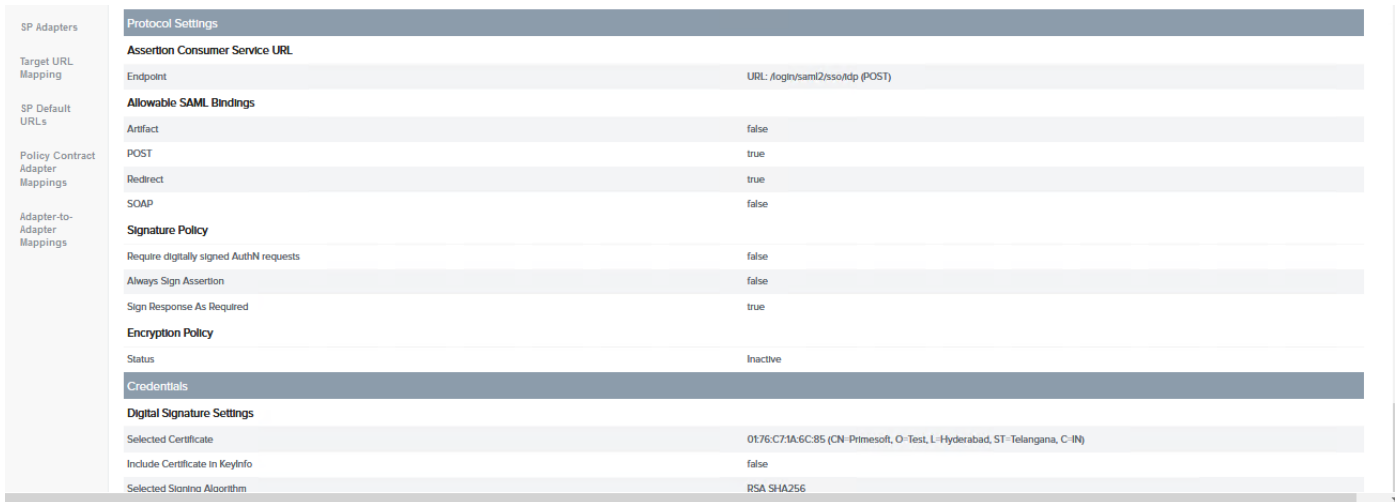 SP Adapters
Target URL
Mapping
SP Default
URLs
Policy Contract
Adapter
Mappings
Adapter-to-
Adapter
Mappings
Protocol Settings
Assertion Consumer Service URL
Endpoint URL: /login/saml2/sso/idp (POST)
Allowable SAML Bindings
Artifact false
POST true
Redirect true
SOAP false
Signature Policy
Require digitally signed AuthN requests false
Always Sign Assertion false
Sign Response As Required true
Encryption Policy
Status Inactive
Credentials
Digital Signature Settings
Selected Certificate 01:76:C7:1A:6C:85 (CN=Primesoft, O=Test, L=Hyderabad, ST=Telangana, C=IN)
Include Certificate in KeyInfo false
Selected Signing Algorithm RSA SHA256